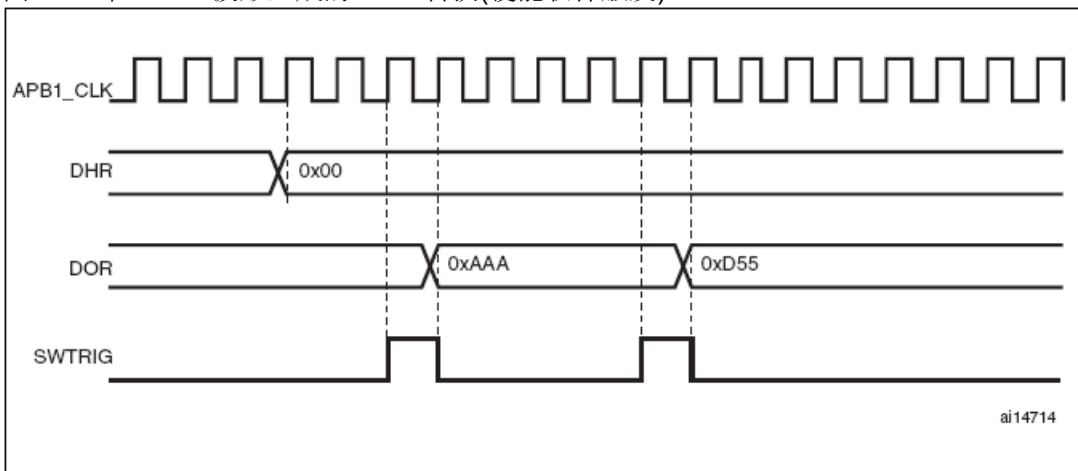 APB1_CLK
DHR
0x00
DOR
0xAAA
0xD55
SWTRIG
ai14714